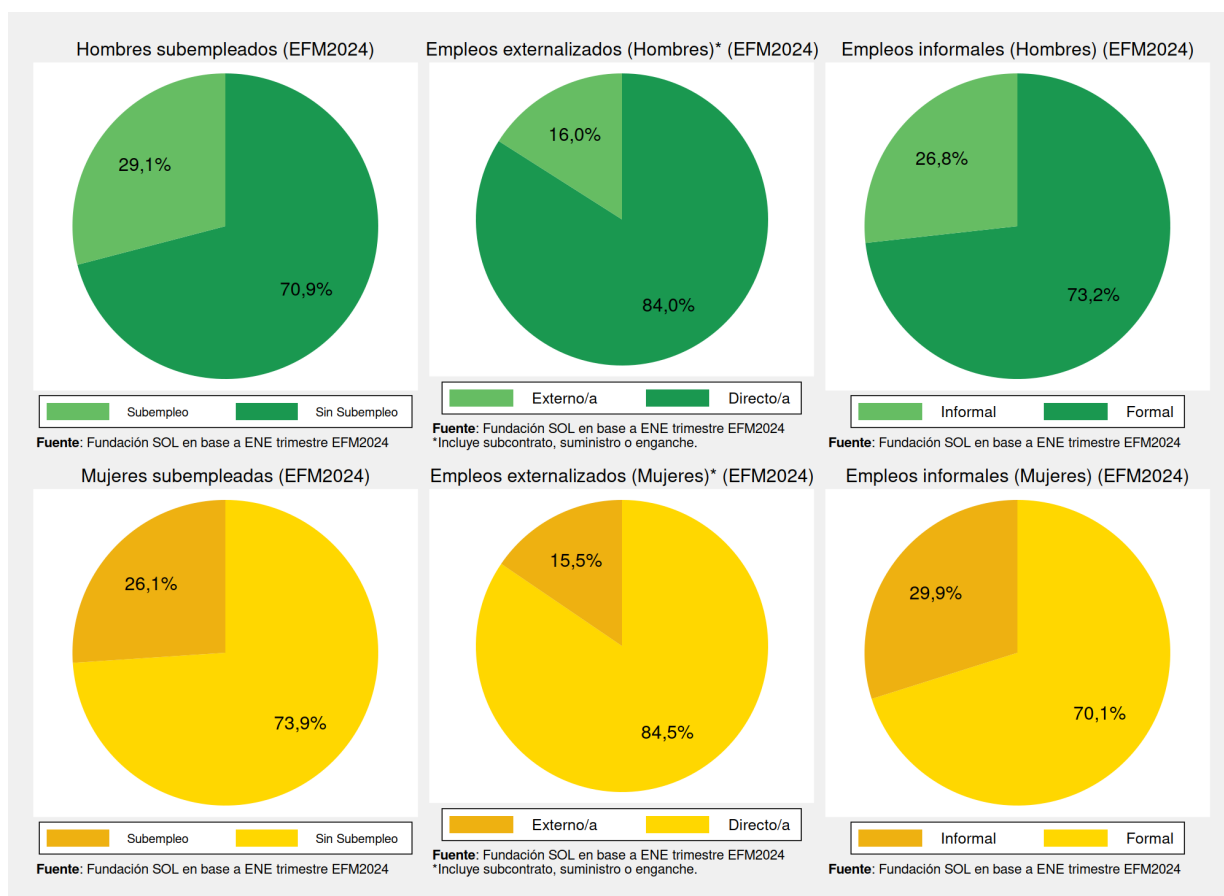 Hombres subempleados (EFM2024)
29,1%
70,9%
Subempleo
Sin Subempleo
Fuente: Fundación SOL en base a ENE trimestre EFM2024
Empleos externalizados (Hombres)* (EFM2024)
16,0%
84,0%
Externo/a
Directo/a
Fuente: Fundación SOL en base a ENE trimestre EFM2024
*Incluye subcontrato, suministro o enganche.
Empleos informales (Hombres) (EFM2024)
26,8%
73,2%
Informal
Formal
Fuente: Fundación SOL en base a ENE trimestre EFM2024
Mujeres subempleadas (EFM2024)
26,1%
73,9%
Subempleo
Sin Subempleo
Fuente: Fundación SOL en base a ENE trimestre EFM2024
Empleos externalizados (Mujeres)* (EFM2024)
15,5%
84,5%
Externo/a
Directo/a
Fuente: Fundación SOL en base a ENE trimestre EFM2024
*Incluye subcontrato, suministro o enganche.
Empleos informales (Mujeres) (EFM2024)
29,9%
70,1%
Informal
Formal
Fuente: Fundación SOL en base a ENE trimestre EFM2024